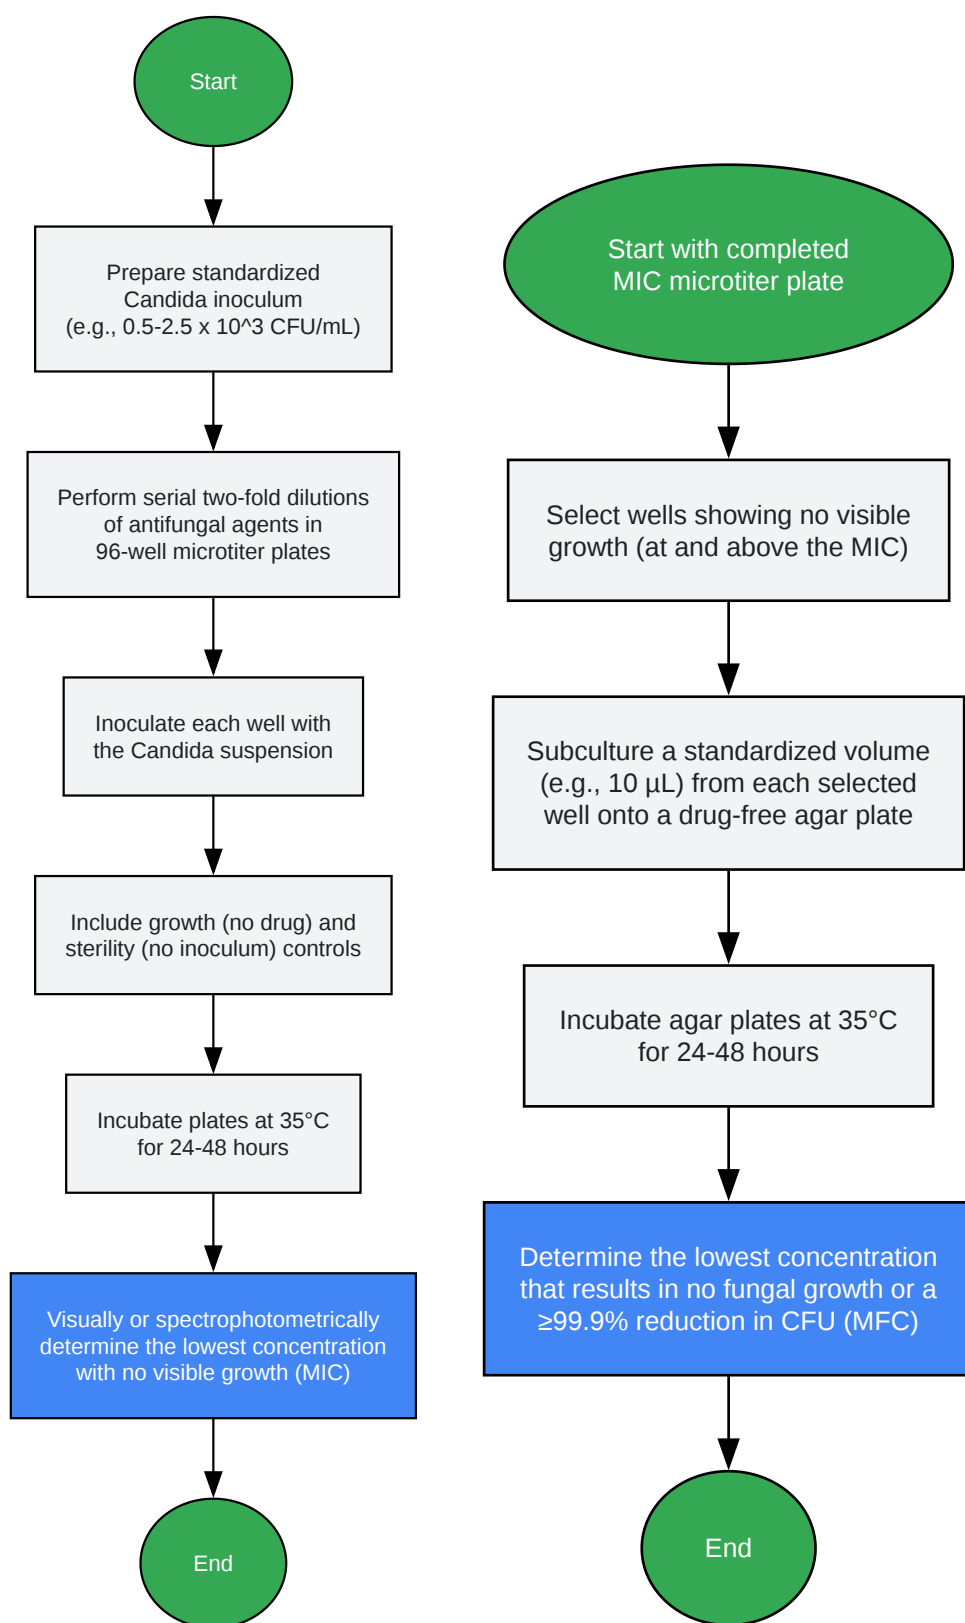 Start
Prepare standardized
Candida inoculum
(e.g., 0.5-2.5 x 10^3 CFU/mL)
Perform serial two-fold dilutions
of antifungal agents in
96-well microtiter plates
Inoculate each well with
the Candida suspension
Include growth (no drug) and
sterility (no inoculum) controls
Incubate plates at 35°C
for 24-48 hours
Visually or spectrophotometrically
determine the lowest concentration
with no visible growth (MIC)
End
Start with completed
MIC microtiter plate
Select wells showing no visible
growth (at and above the MIC)
Subculture a standardized volume
(e.g., 10 µL) from each selected
well onto a drug-free agar plate
Incubate agar plates at 35°C
for 24-48 hours
Determine the lowest concentration
that results in no fungal growth or a
≥99.9% reduction in CFU (MFC)
End